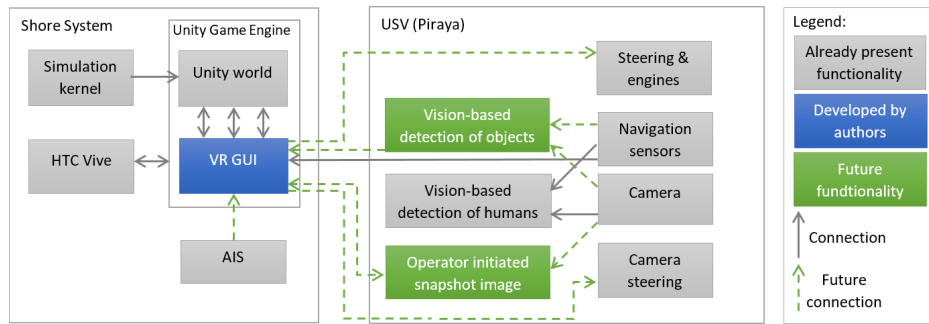 Shore System
Unity Game Engine
Simulation
kernel
Unity world
HTC Vive
VR GUI
AIS
USV (Piraya)
Steering &
engines
Vision-based
detection of objects
Navigation
sensors
Vision-based
detection of humans
Camera
Operator initiated
snapshot image
Camera
steering
Legend:
Already present
functionality
Developed by
authors
Future
fundtionality
Connection
Future
connection